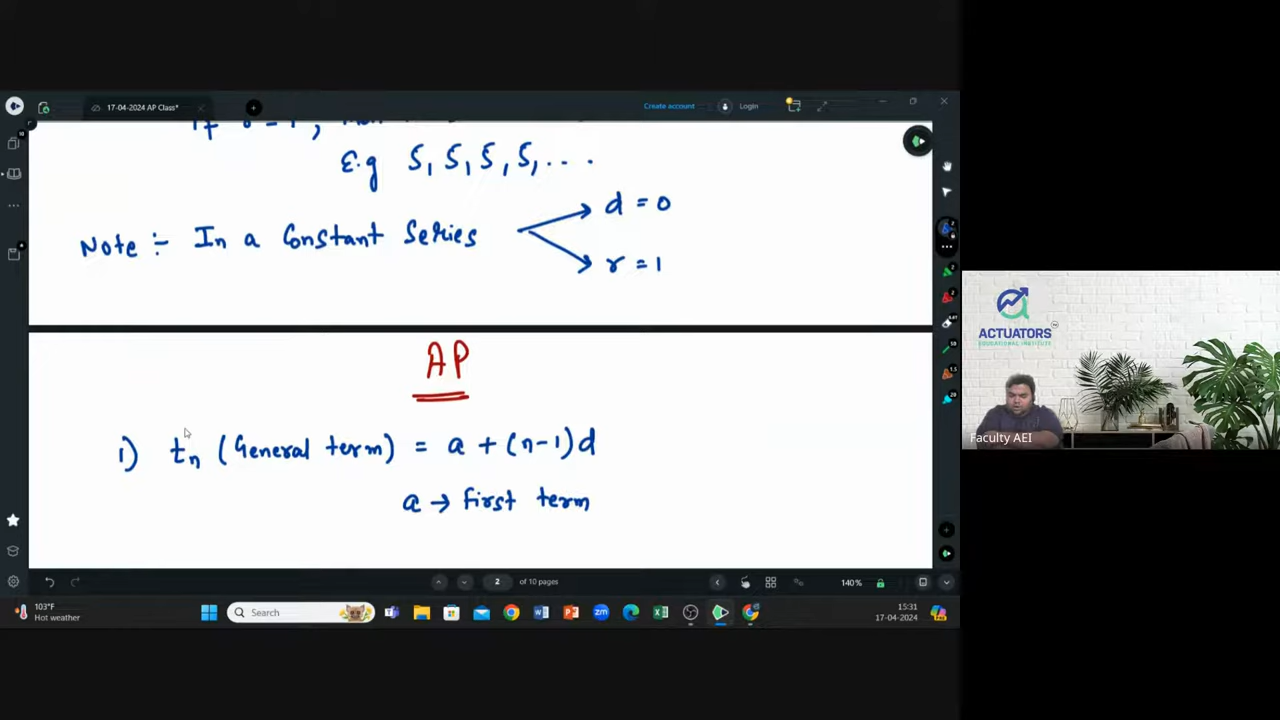 17-04-2024 AP Class*
Create account
Login
E.g 5, 5, 5, 5, ...
d = 0
Note :- In a Constant Series
r = 1
AP
1) tn (General term) = a + (n-1)d
a → First term
ACTUATORS
EDUCATIONAL INSTITUTE
Faculty AEI
2 of 10 pages
140%
103°F
Hot weather
Search
15:31
17-04-2024